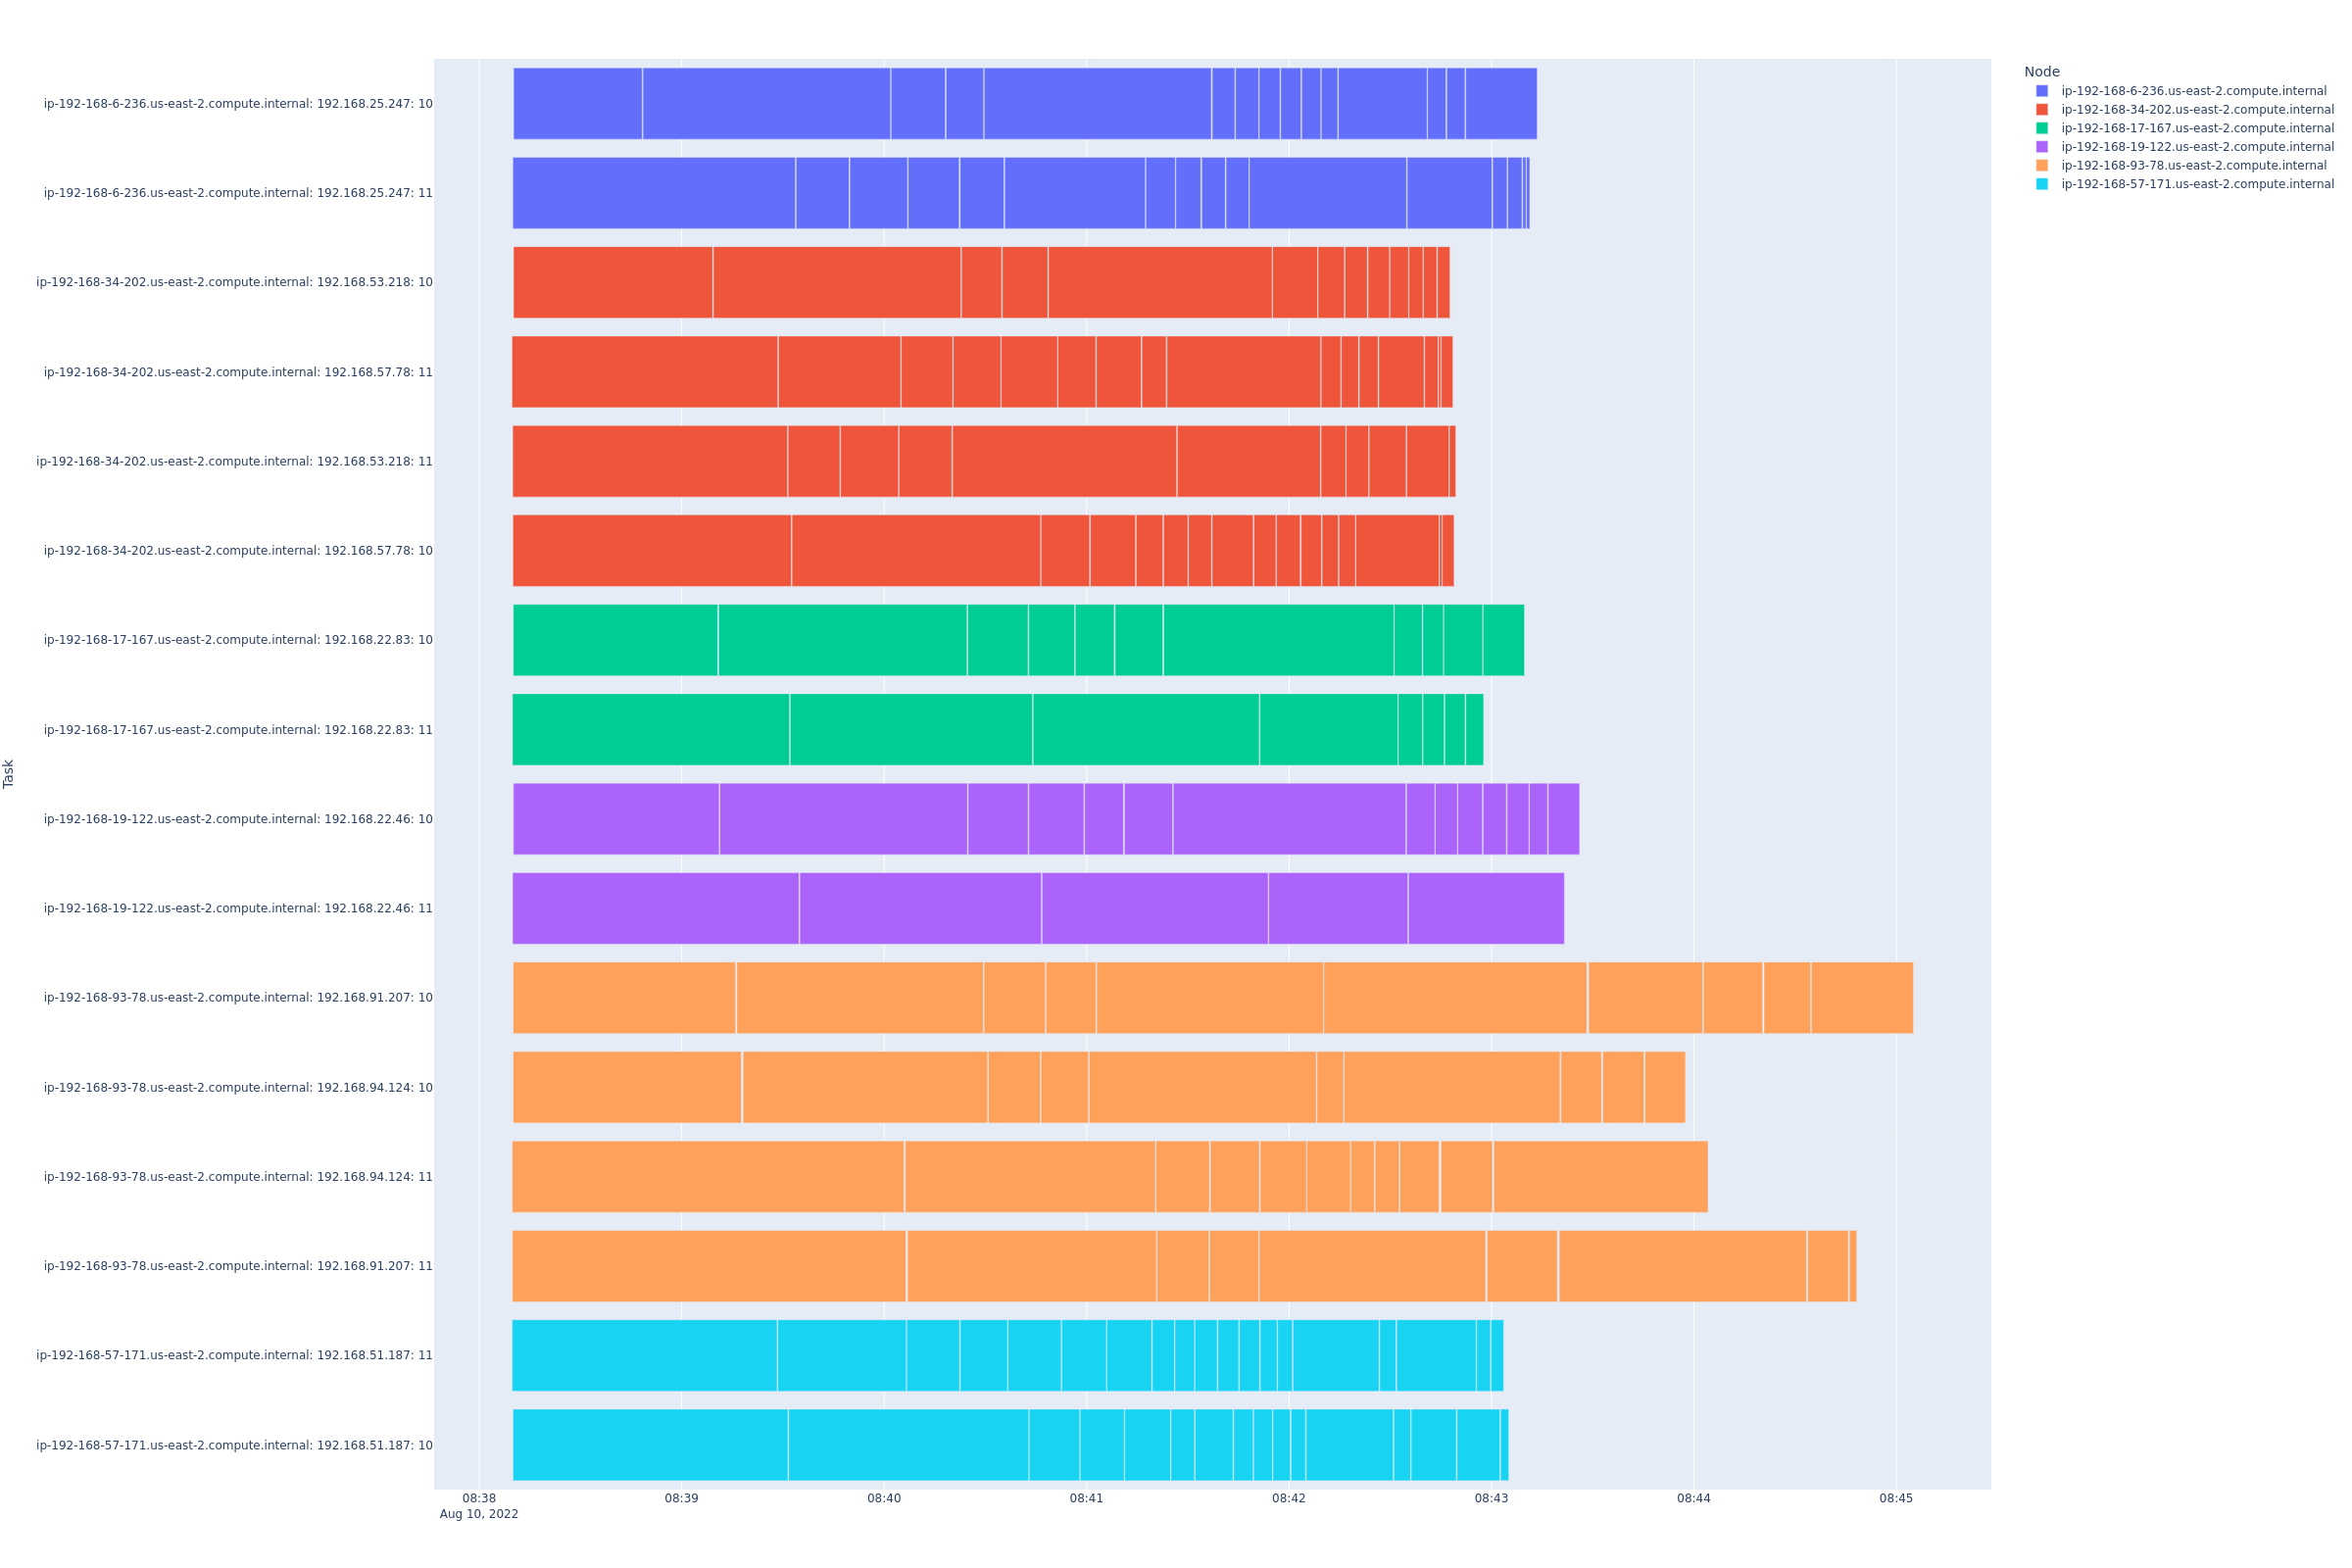 Node
ip-192-168-6-236.us-east-2.compute.internal
ip-192-168-34-202.us-east-2.compute.internal
ip-192-168-17-167.us-east-2.compute.internal
ip-192-168-19-122.us-east-2.compute.internal
ip-192-168-93-78.us-east-2.compute.internal
ip-192-168-57-171.us-east-2.compute.internal
ip-192-168-6-236.us-east-2.compute.internal: 192.168.25.247: 10
ip-192-168-6-236.us-east-2.compute.internal: 192.168.25.247: 11
ip-192-168-34-202.us-east-2.compute.internal: 192.168.53.218: 10
ip-192-168-34-202.us-east-2.compute.internal: 192.168.57.78: 11
ip-192-168-34-202.us-east-2.compute.internal: 192.168.53.218: 11
ip-192-168-34-202.us-east-2.compute.internal: 192.168.57.78: 10
ip-192-168-17-167.us-east-2.compute.internal: 192.168.22.83: 10
ip-192-168-17-167.us-east-2.compute.internal: 192.168.22.83: 11
Task
ip-192-168-19-122.us-east-2.compute.internal: 192.168.22.46: 10
ip-192-168-19-122.us-east-2.compute.internal: 192.168.22.46: 11
ip-192-168-93-78.us-east-2.compute.internal: 192.168.91.207: 10
ip-192-168-93-78.us-east-2.compute.internal: 192.168.94.124: 10
ip-192-168-93-78.us-east-2.compute.internal: 192.168.94.124: 11
ip-192-168-93-78.us-east-2.compute.internal: 192.168.91.207: 11
ip-192-168-57-171.us-east-2.compute.internal: 192.168.51.187: 11
ip-192-168-57-171.us-east-2.compute.internal: 192.168.51.187: 10
08:38 08:39 08:40 08:41 08:42 08:43 08:44 08:45
Aug 10, 2022